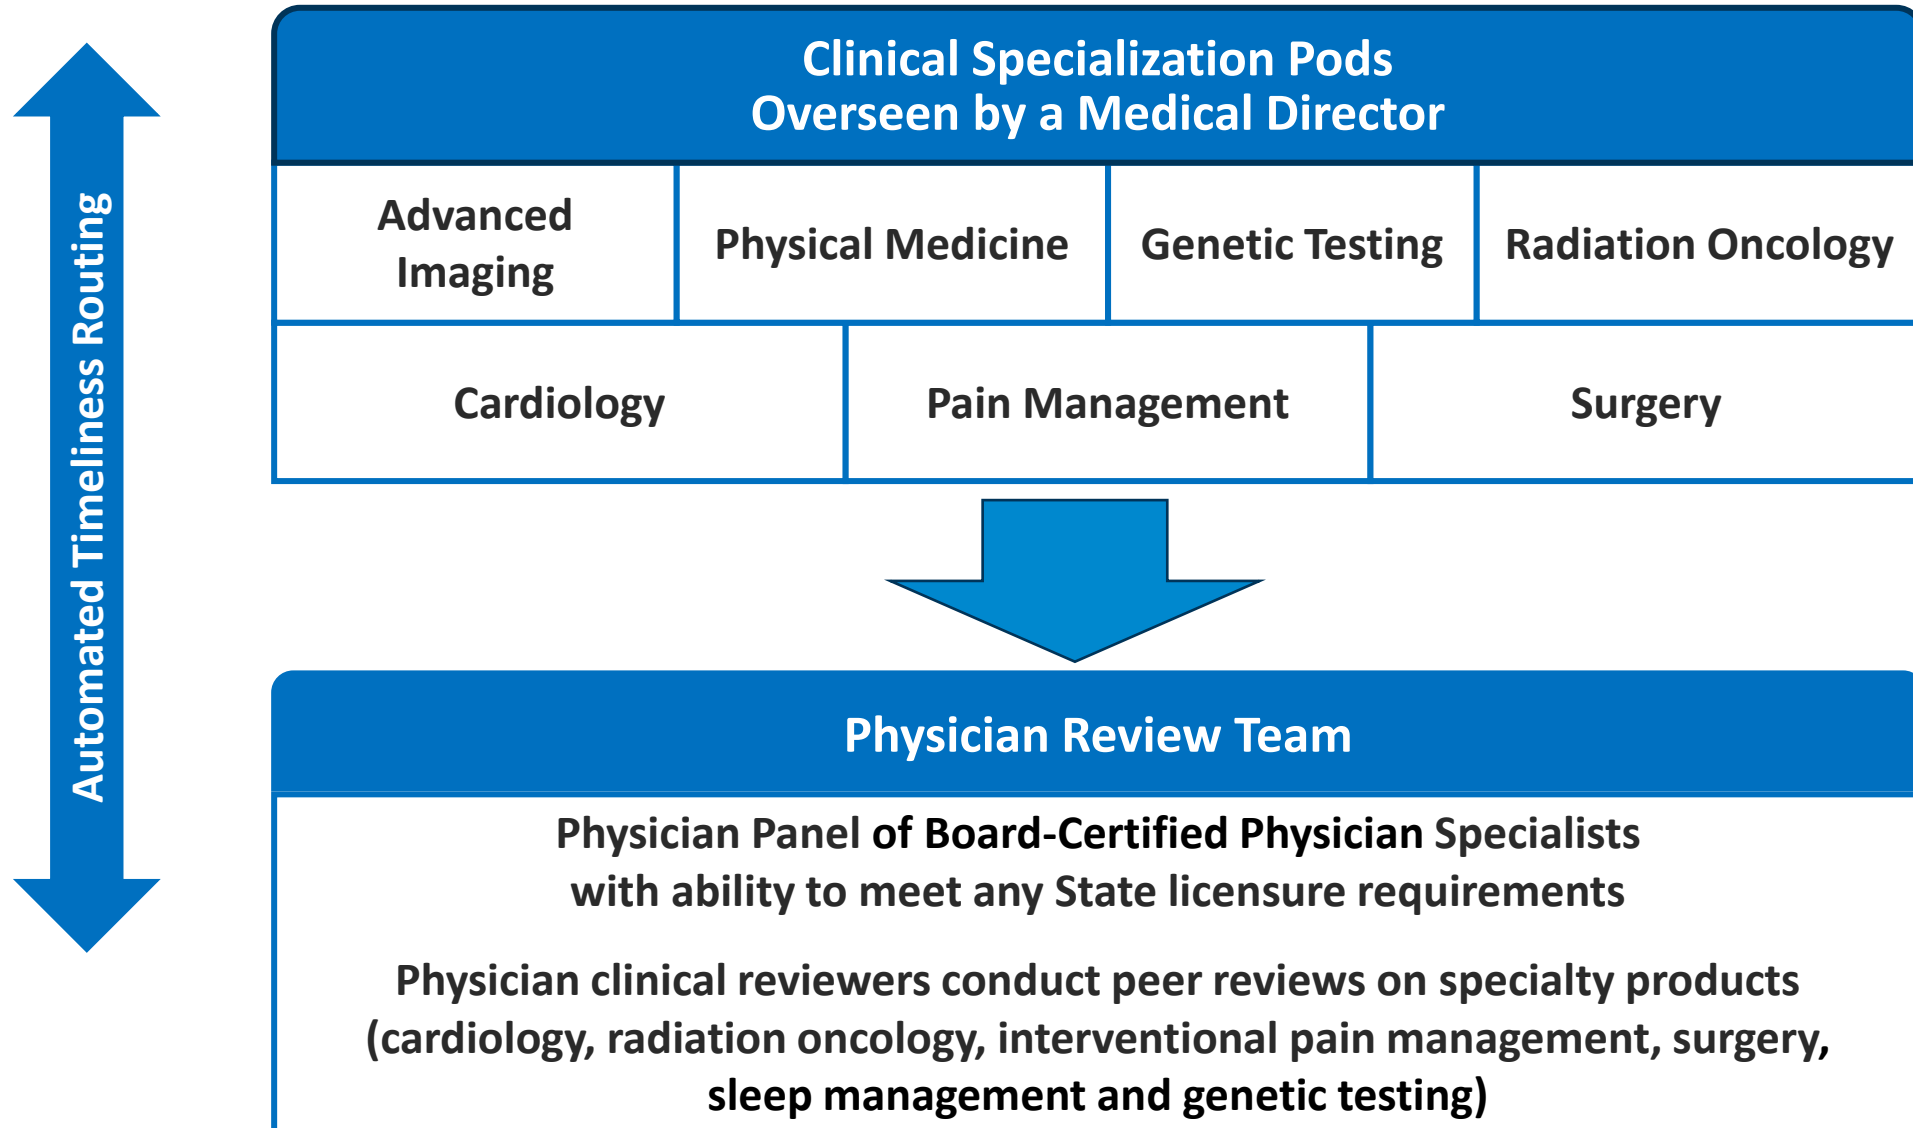 Clinical Specialization Pods
Overseen by a Medical Director
Automated Timeliness Routing
Advanced
Imaging
Physical Medicine
Genetic Testing
Radiation Oncology
Cardiology
Pain Management
Surgery
Physician Review Team
Physician Panel of Board-Certified Physician Specialists
with ability to meet any State licensure requirements
Physician clinical reviewers conduct peer reviews on specialty products
(cardiology, radiation oncology, interventional pain management, surgery,
sleep management and genetic testing)